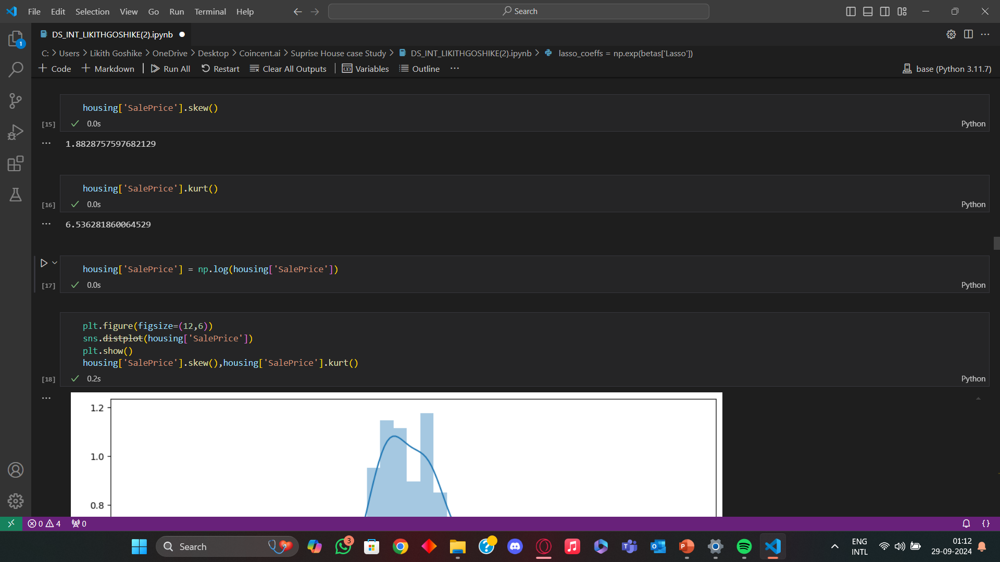 File Edit Selection View Go Run Terminal Help Search
DS_INT_LIKITHGOSHIKE(2).ipynb
1
C: > Users > Likith Goshike > OneDrive > Desktop > Coincent.ai > Suprise House case Study > DS_INT_LIKITHGOSHIKE(2).ipynb > lasso_coeffs = np.exp(betas['Lasso'])
+ Code + Markdown | Run All Restart Clear All Outputs | Variables Outline ...
base (Python 3.11.7)
housing['SalePrice'].skew()
[15] 0.0s Python
... 1.8828757597682129
housing['SalePrice'].kurt()
[16] 0.0s Python
... 6.536281860064529
housing['SalePrice'] = np.log(housing['SalePrice'])
[17] 0.0s Python
plt.figure(figsize=(12,6))
sns.distplot(housing['SalePrice'])
plt.show()
housing['SalePrice'].skew(),housing['SalePrice'].kurt()
[18] 0.2s Python
...
1.2
1.0
0.8
0 4 0 {}
Search 3 ENG 01:12
INTL 29-09-2024